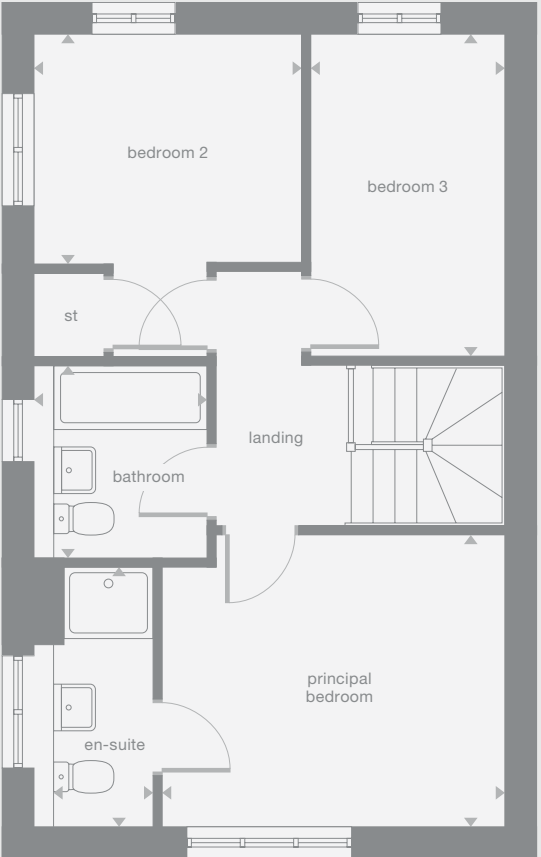 bedroom 2
bedroom 3
st
landing
bathroom
principal
bedroom
en-suite